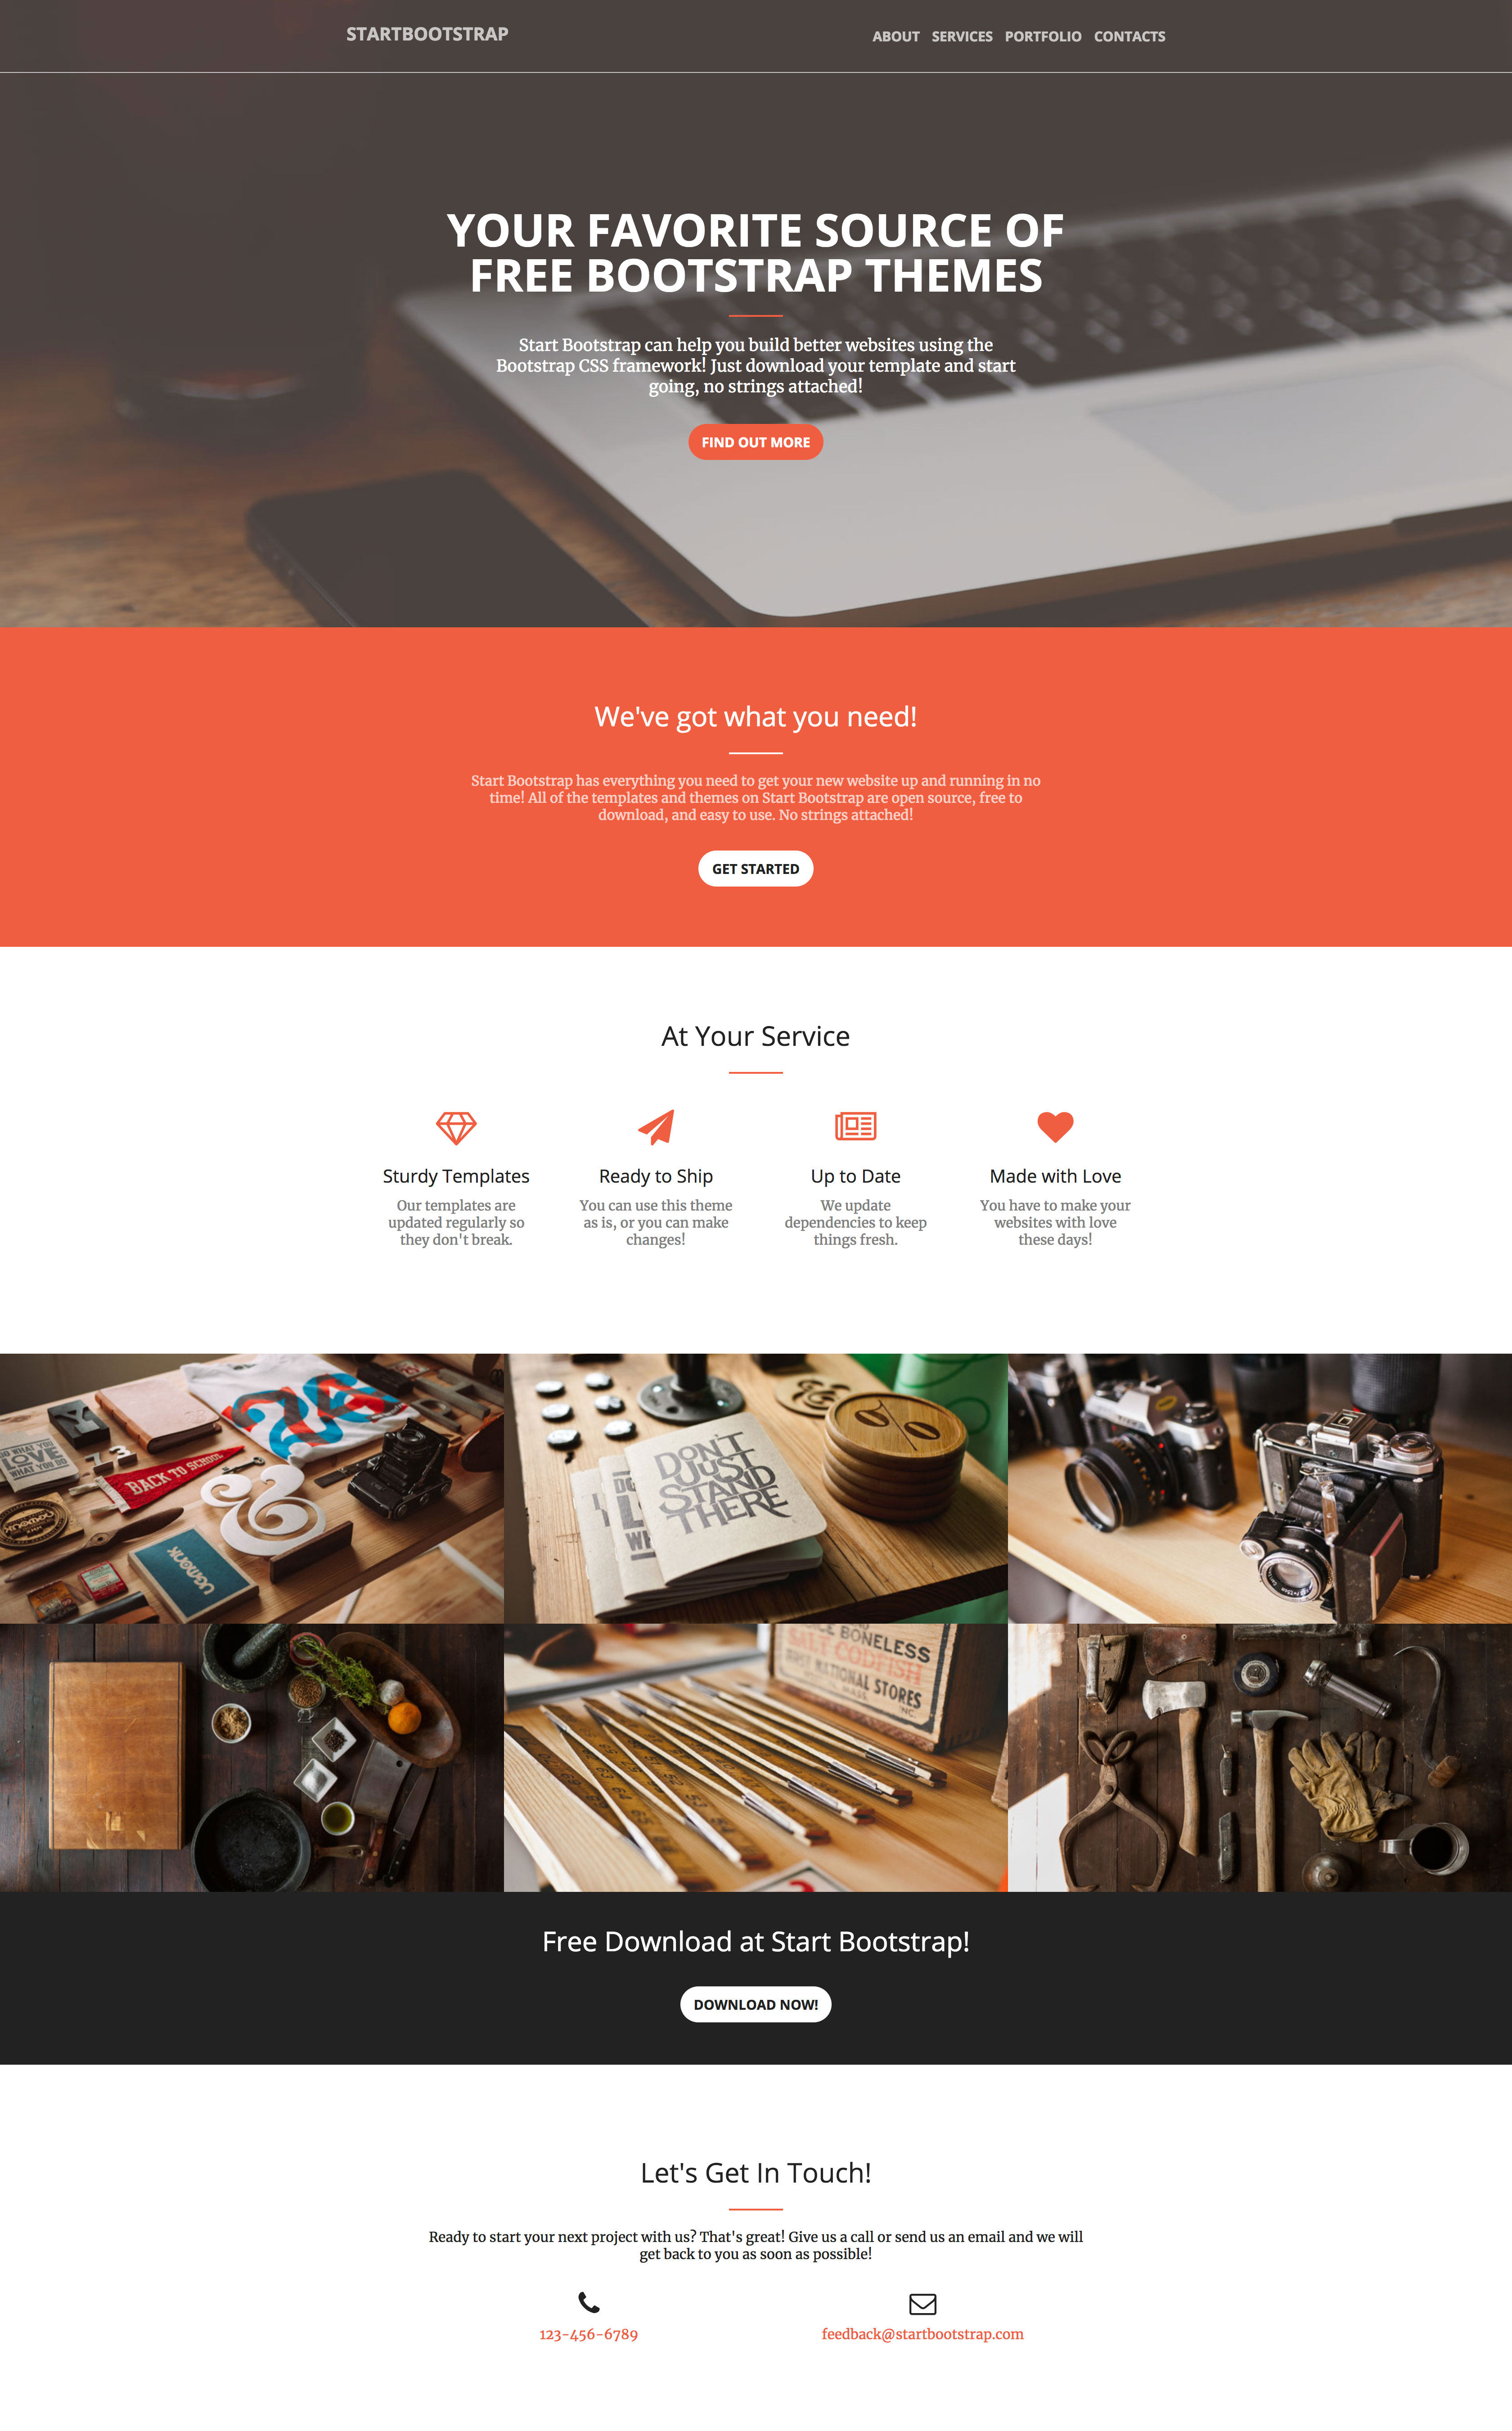 STARTBOOTSTRAP
ABOUT SERVICES PORTFOLIO CONTACTS
YOUR FAVORITE SOURCE OF
FREE BOOTSTRAP THEMES
Start Bootstrap can help you build better websites using the
Bootstrap CSS framework! Just download your template and start
going, no strings attached!
FIND OUT MORE
We've got what you need!
Start Bootstrap has everything you need to get your new website up and running in no
time! All of the templates and themes on Start Bootstrap are open source, free to
download, and easy to use. No strings attached!
GET STARTED
At Your Service
Sturdy Templates
Our templates are
updated regularly so
they don't break.
Ready to Ship
You can use this theme
as is, or you can make
changes!
Up to Date
We update
dependencies to keep
things fresh.
Made with Love
You have to make your
websites with love
these days!
DO WHAT YOU
LOVE
WHAT YOU DO
BACK TO SCHOOL
UGMONK
DON'T
JUST
STAND
THERE
BONELESS
SALT CODFISH
NATIONAL STORES
MASS. INC.
Free Download at Start Bootstrap!
DOWNLOAD NOW!
Let's Get In Touch!
Ready to start your next project with us? That's great! Give us a call or send us an email and we will
get back to you as soon as possible!
123-456-6789
feedback@startbootstrap.com